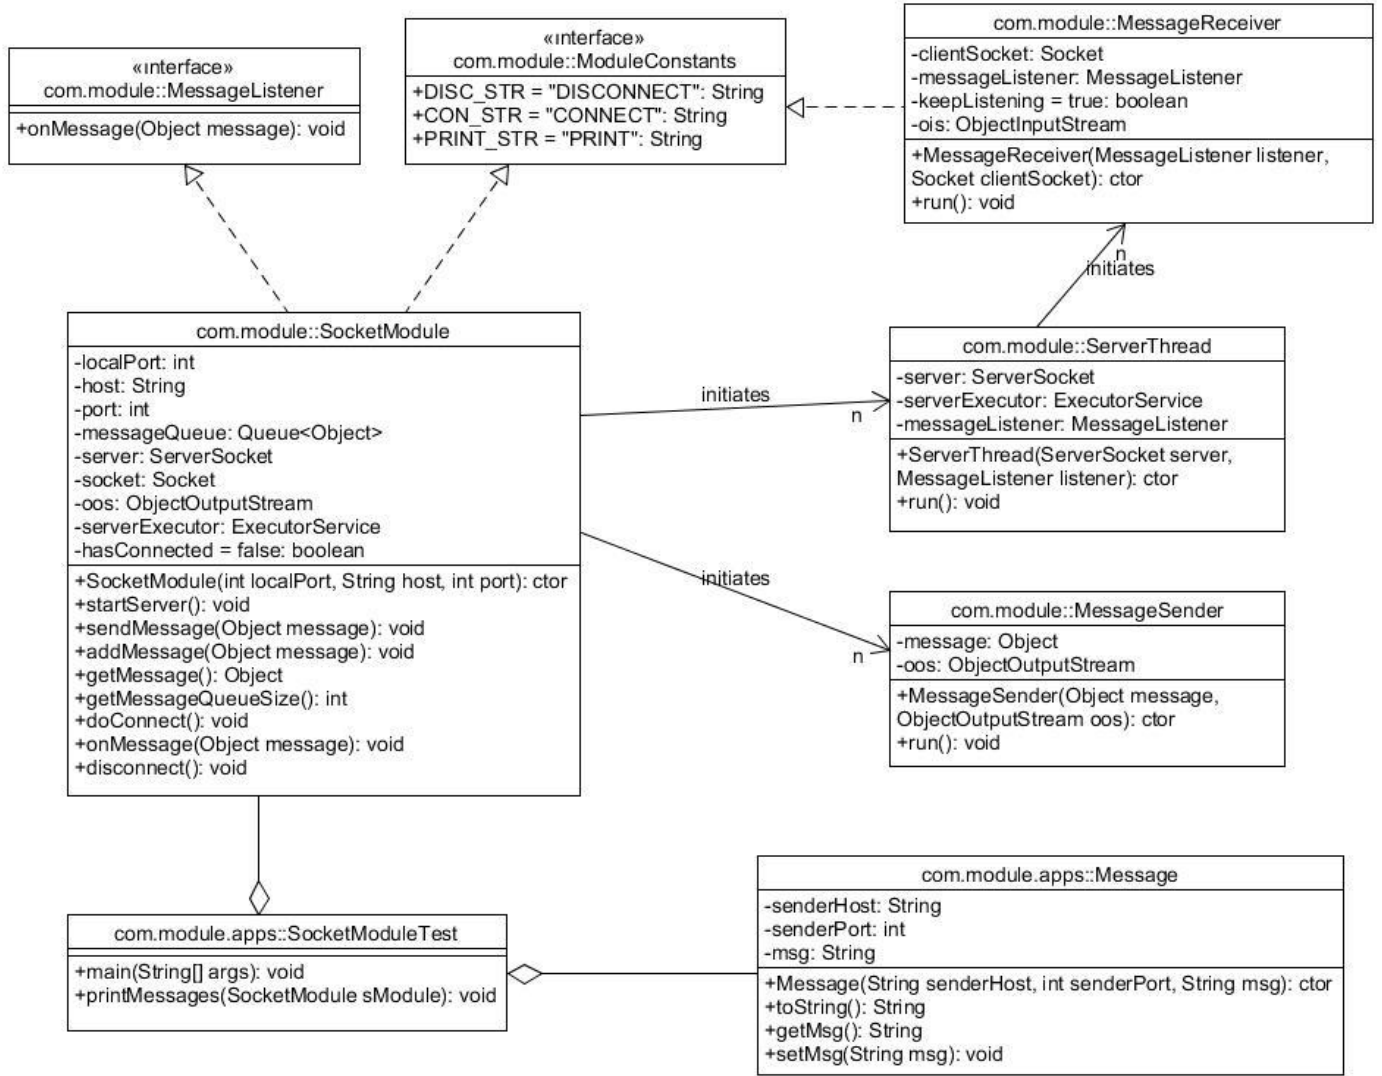 «ınterface»
com.module::MessageListener
+onMessage(Object message): void
«ınterface»
com.module::ModuleConstants
+DISC_STR = "DISCONNECT": String
+CON_STR = "CONNECT": String
+PRINT_STR = "PRINT": String
com.module::MessageReceiver
-clientSocket: Socket
-messageListener: MessageListener
-keepListening = true: boolean
-ois: ObjectInputStream
+MessageReceiver(MessageListener listener,
Socket clientSocket): ctor
+run(): void
n
initiates
com.module::SocketModule
-localPort: int
-host: String
-port: int
-messageQueue: Queue<Object>
-server: ServerSocket
-socket: Socket
-oos: ObjectOutputStream
-serverExecutor: ExecutorService
-hasConnected = false: boolean
+SocketModule(int localPort, String host, int port): ctor
+startServer(): void
+sendMessage(Object message): void
+addMessage(Object message): void
+getMessage(): Object
+getMessageQueueSize(): int
+doConnect(): void
+onMessage(Object message): void
+disconnect(): void
initiates
n
com.module::ServerThread
-server: ServerSocket
-serverExecutor: ExecutorService
-messageListener: MessageListener
+ServerThread(ServerSocket server,
MessageListener listener): ctor
+run(): void
initiates
n
com.module::MessageSender
-message: Object
-oos: ObjectOutputStream
+MessageSender(Object message,
ObjectOutputStream oos): ctor
+run(): void
com.module.apps::SocketModuleTest
+main(String[] args): void
+printMessages(SocketModule sModule): void
com.module.apps::Message
-senderHost: String
-senderPort: int
-msg: String
+Message(String senderHost, int senderPort, String msg): ctor
+toString(): String
+getMsg(): String
+setMsg(String msg): void